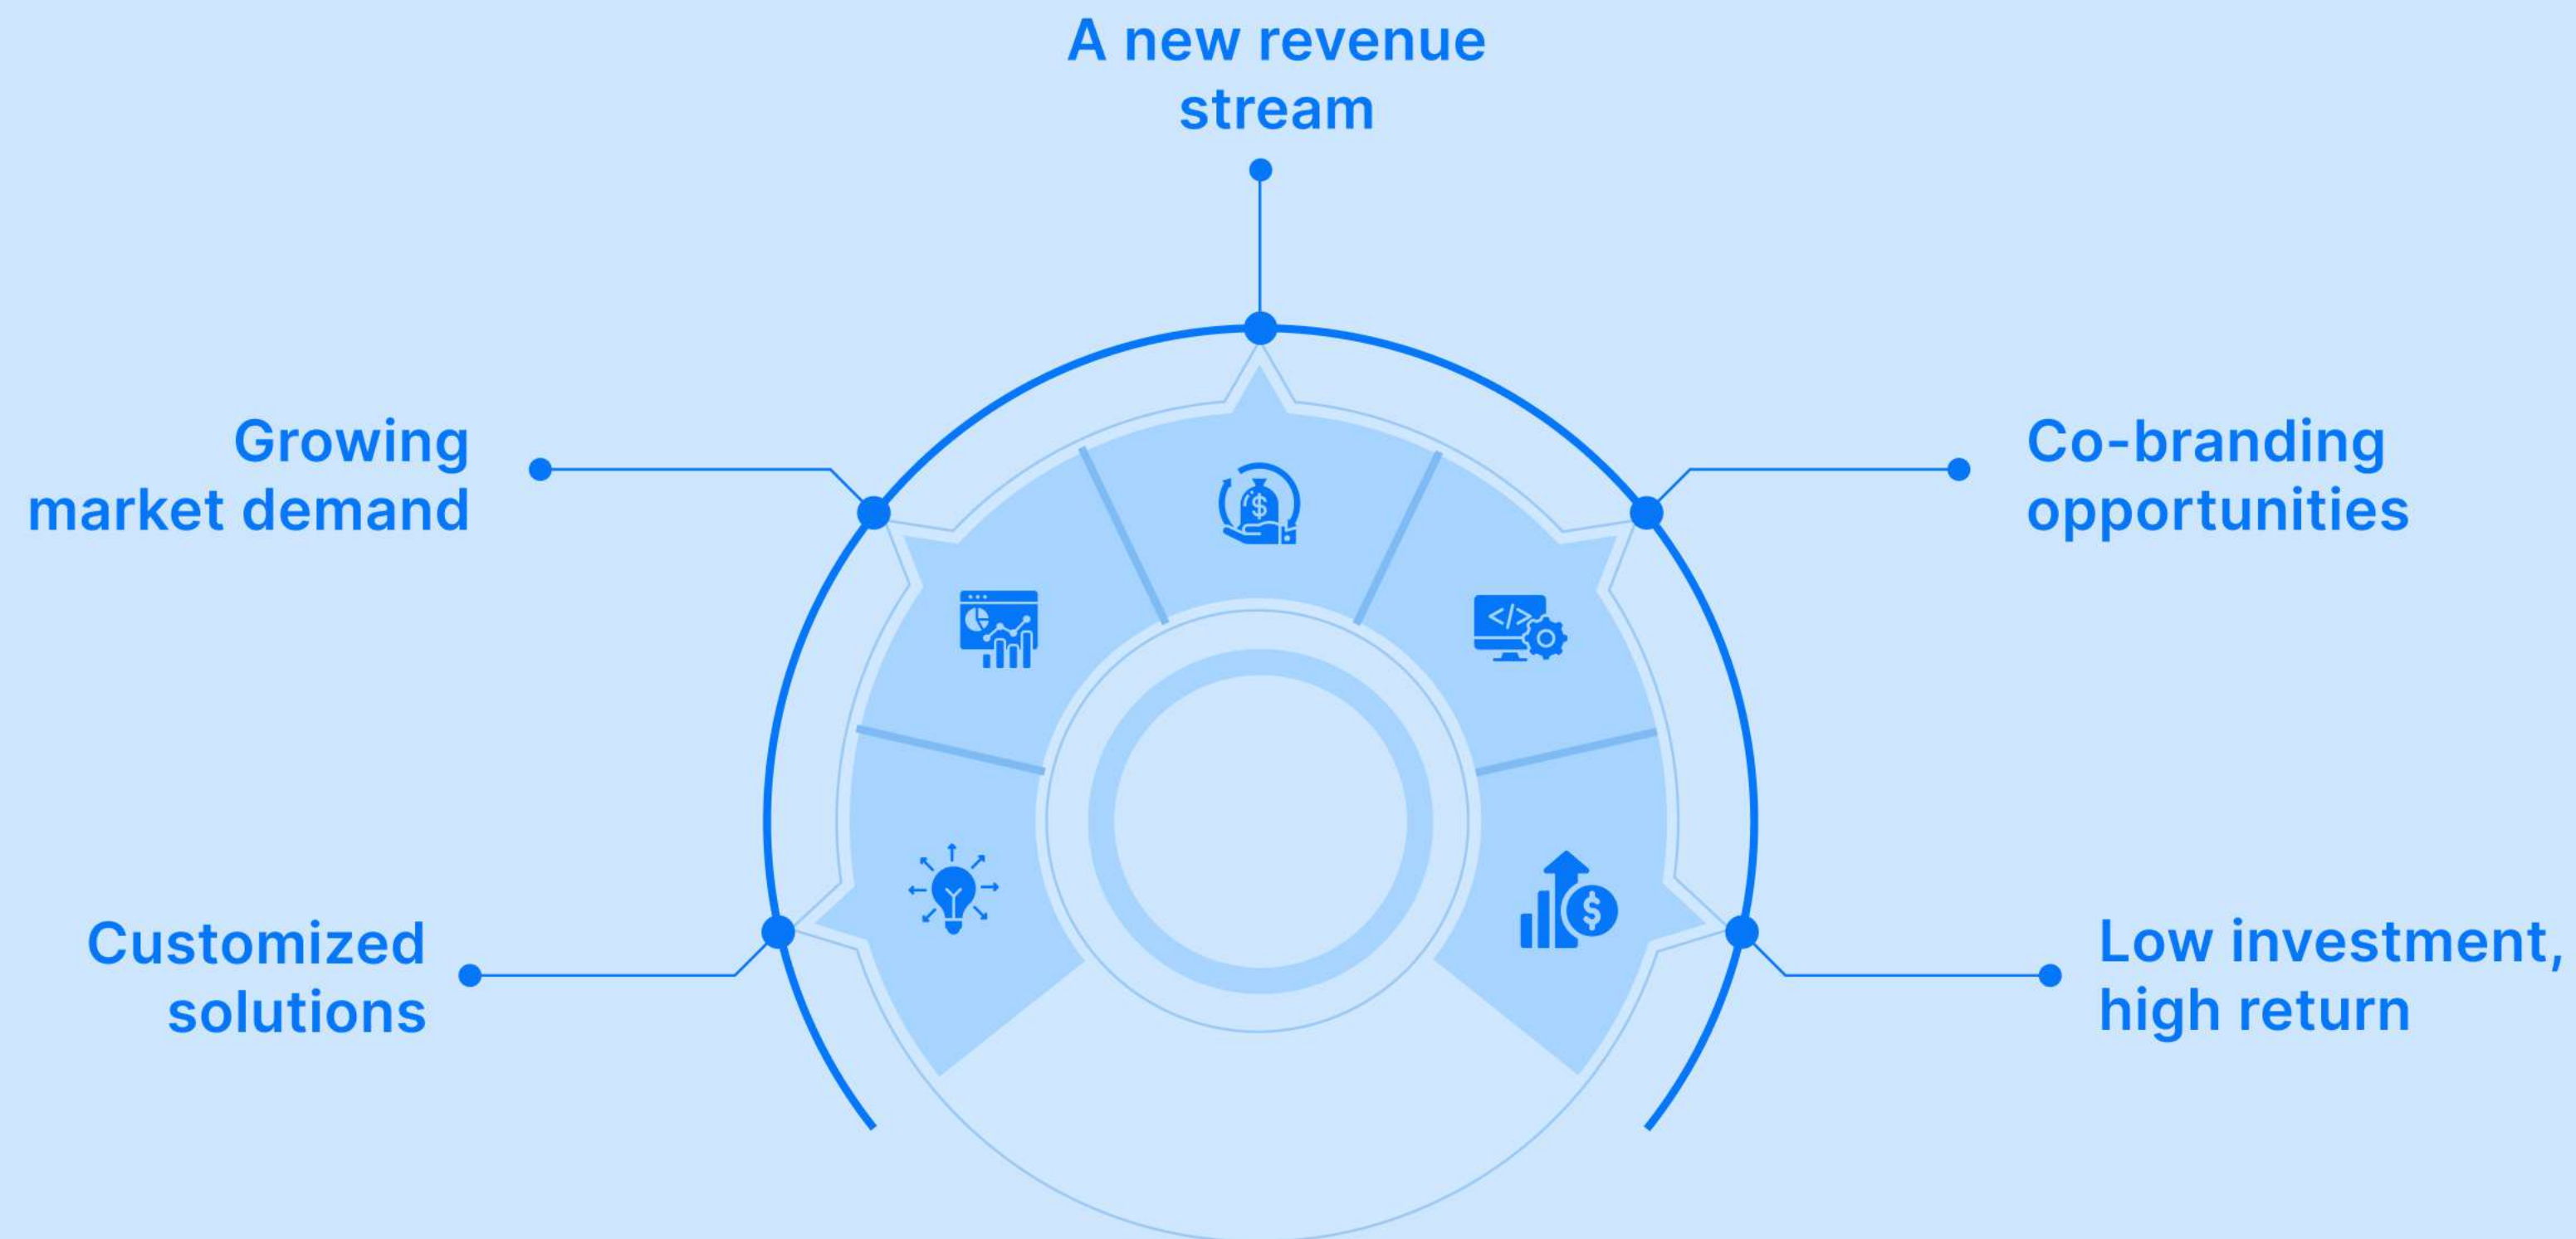 A new revenue
stream
Growing
market demand
Co-branding
opportunities
Customized
solutions
Low investment,
high return